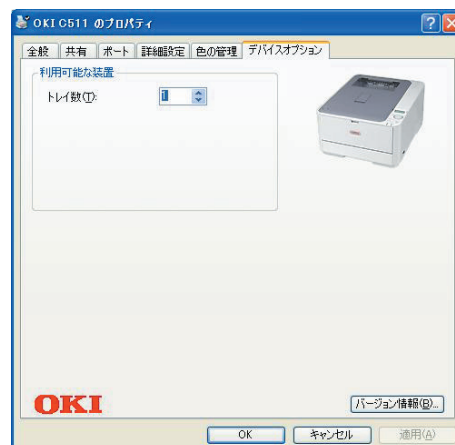 OKI C511 のプロパティ
全般 共有 ポート 詳細設定 色の管理 デバイスオプション
利用可能な装置
トレイ数(T): 1
OKI
バージョン情報(B)...
OK キャンセル 適用(A)